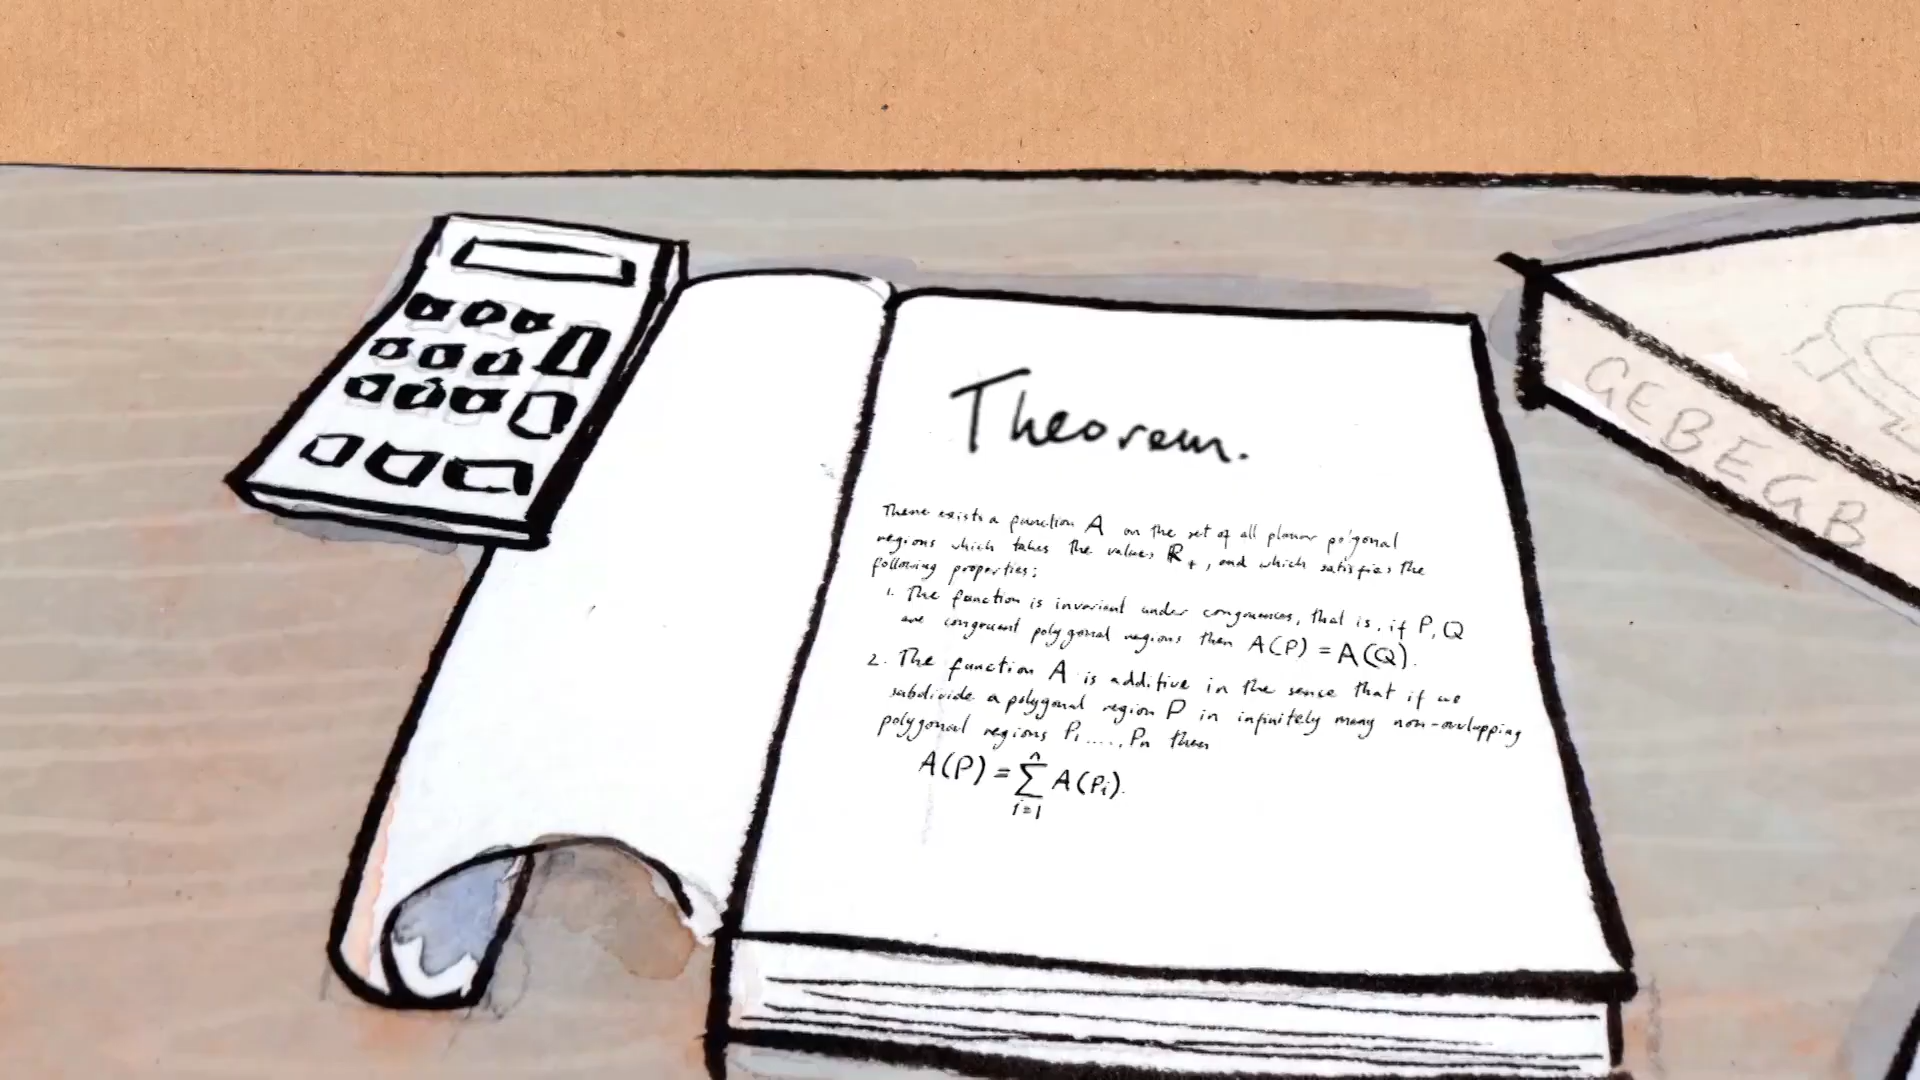 Theorem.
There exists a function A on the set of all planar polygonal
regions which takes the values ℝ₊, and which satisfies the
following properties:
1. The function is invariant under congruences, that is, if P, Q
are congruent polygonal regions then A(P) = A(Q).
2. The function A is additive in the sense that if we
subdivide a polygonal region P in infinitely many non-overlapping
polygonal regions P₁...., Pₙ then
A(P) = ∑ⁿᵢ₌₁ A(Pᵢ).
GEBEGB